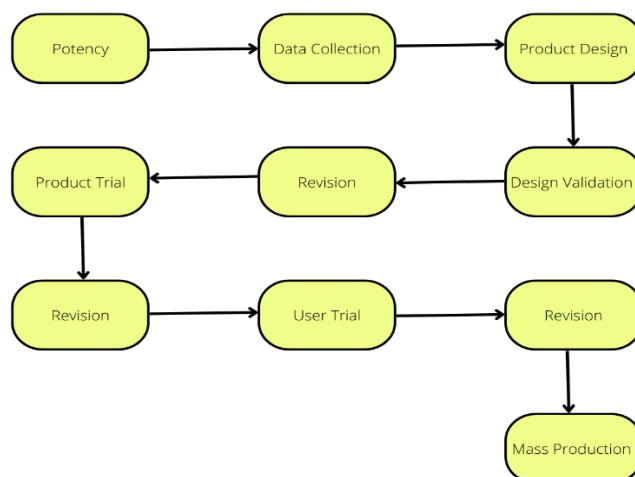 Potency
Data Collection
Product Design
Design Validation
Revision
Product Trial
Revision
User Trial
Revision
Mass Production